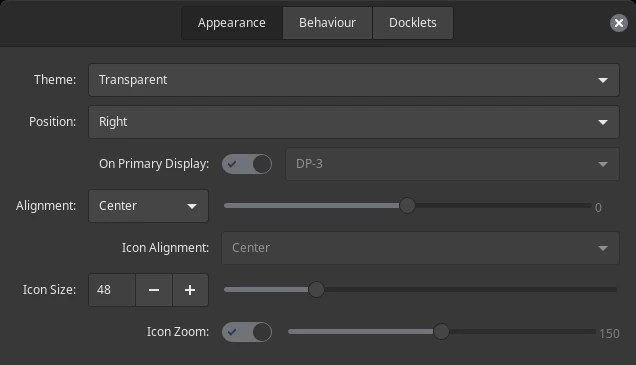 Appearance Behaviour Docklets
Theme: Transparent
Position: Right
On Primary Display: DP-3
Alignment: Center 0
Icon Alignment: Center
Icon Size: 48
Icon Zoom: 150